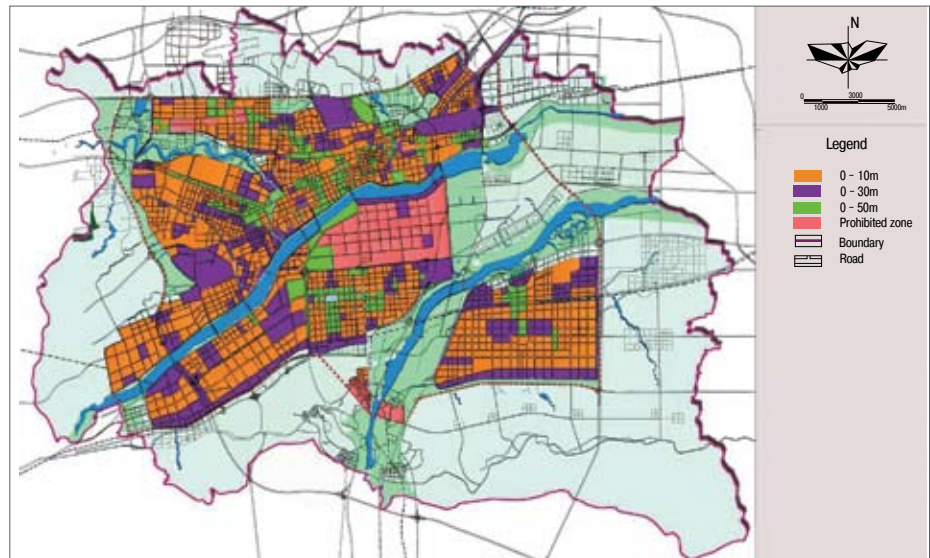 N
0 3000
1000 5000m
Legend
0 - 10m
0 - 30m
0 - 50m
Prohibited zone
Boundary
Road